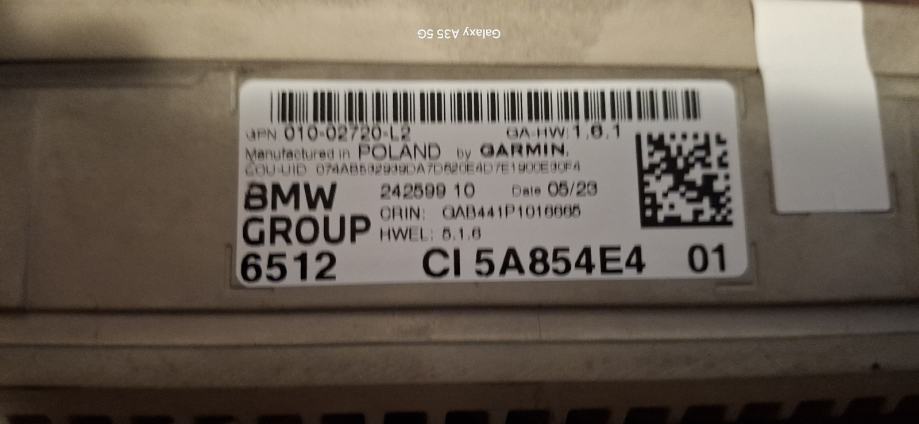 Galaxy A35 5G
GPN 010-02720-L2 GA-HW: 1.6.1
Manufactured in POLAND by GARMIN.
BMW GROUP
242599 10 Date 05/23
CRIN: GAB441P1016665
HWEL: 5.1.6
6512 CI 5A854E4 01